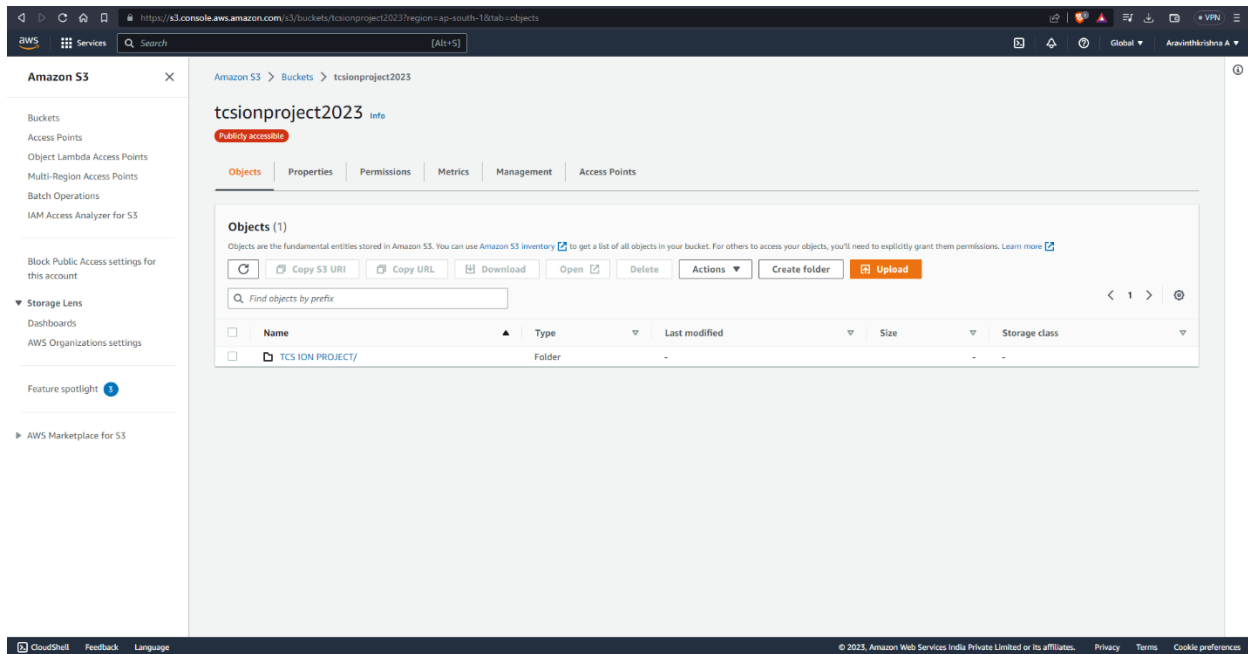 https://s3.console.aws.amazon.com/s3/buckets/tcsionproject2023?region=ap-south-1&tab=objects
VPN
aws Services Search [Alt+S] Global Aravinthkrishna A
Amazon S3
Buckets
Access Points
Object Lambda Access Points
Multi-Region Access Points
Batch Operations
IAM Access Analyzer for S3
Block Public Access settings for
this account
Storage Lens
Dashboards
AWS Organizations settings
Feature spotlight 3
AWS Marketplace for S3
Amazon S3 > Buckets > tcsionproject2023
tcsionproject2023 Info
Publicly accessible
Objects Properties Permissions Metrics Management Access Points
Objects (1)
Objects are the fundamental entities stored in Amazon S3. You can use Amazon S3 inventory to get a list of all objects in your bucket. For others to access your objects, you'll need to explicitly grant them permissions. Learn more
Copy S3 URI Copy URL Download Open Delete Actions Create folder Upload
Find objects by prefix
< 1 >
Name Type Last modified Size Storage class
TCS ION PROJECT/ Folder - - -
CloudShell Feedback Language © 2023, Amazon Web Services India Private Limited or its affiliates. Privacy Terms Cookie preferences